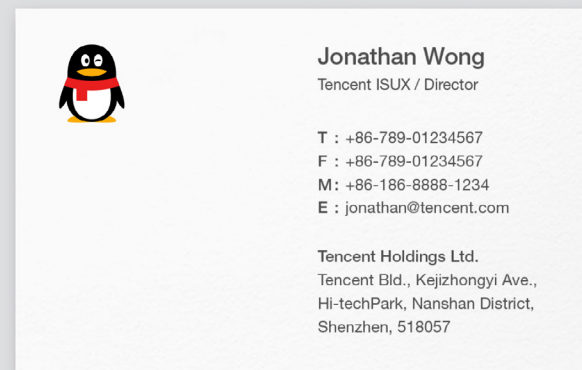 Jonathan Wong
Tencent ISUX / Director
T : +86-789-01234567
F : +86-789-01234567
M: +86-186-8888-1234
E : jonathan@tencent.com
Tencent Holdings Ltd.
Tencent Bld., Kejizhongyi Ave.,
Hi-techPark, Nanshan District,
Shenzhen, 518057